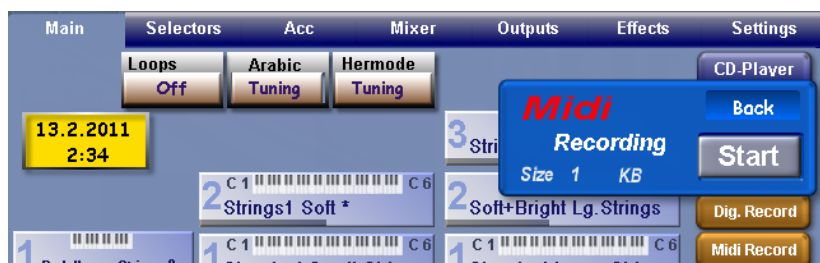 Main Selectors Acc Mixer Outputs Effects Settings
Loops Arabic Hermode
Off Tuning Tuning
CD-Player
13.2.2011
2:34
Midi
Recording
Size 1 KB
Back
Start
3
2 C 1 C 6
Strings1 Soft *
2
Soft+Bright Lg.Strings
Dig. Record
1
1 C 1 C 6
1 C 1 C 6
Midi Record